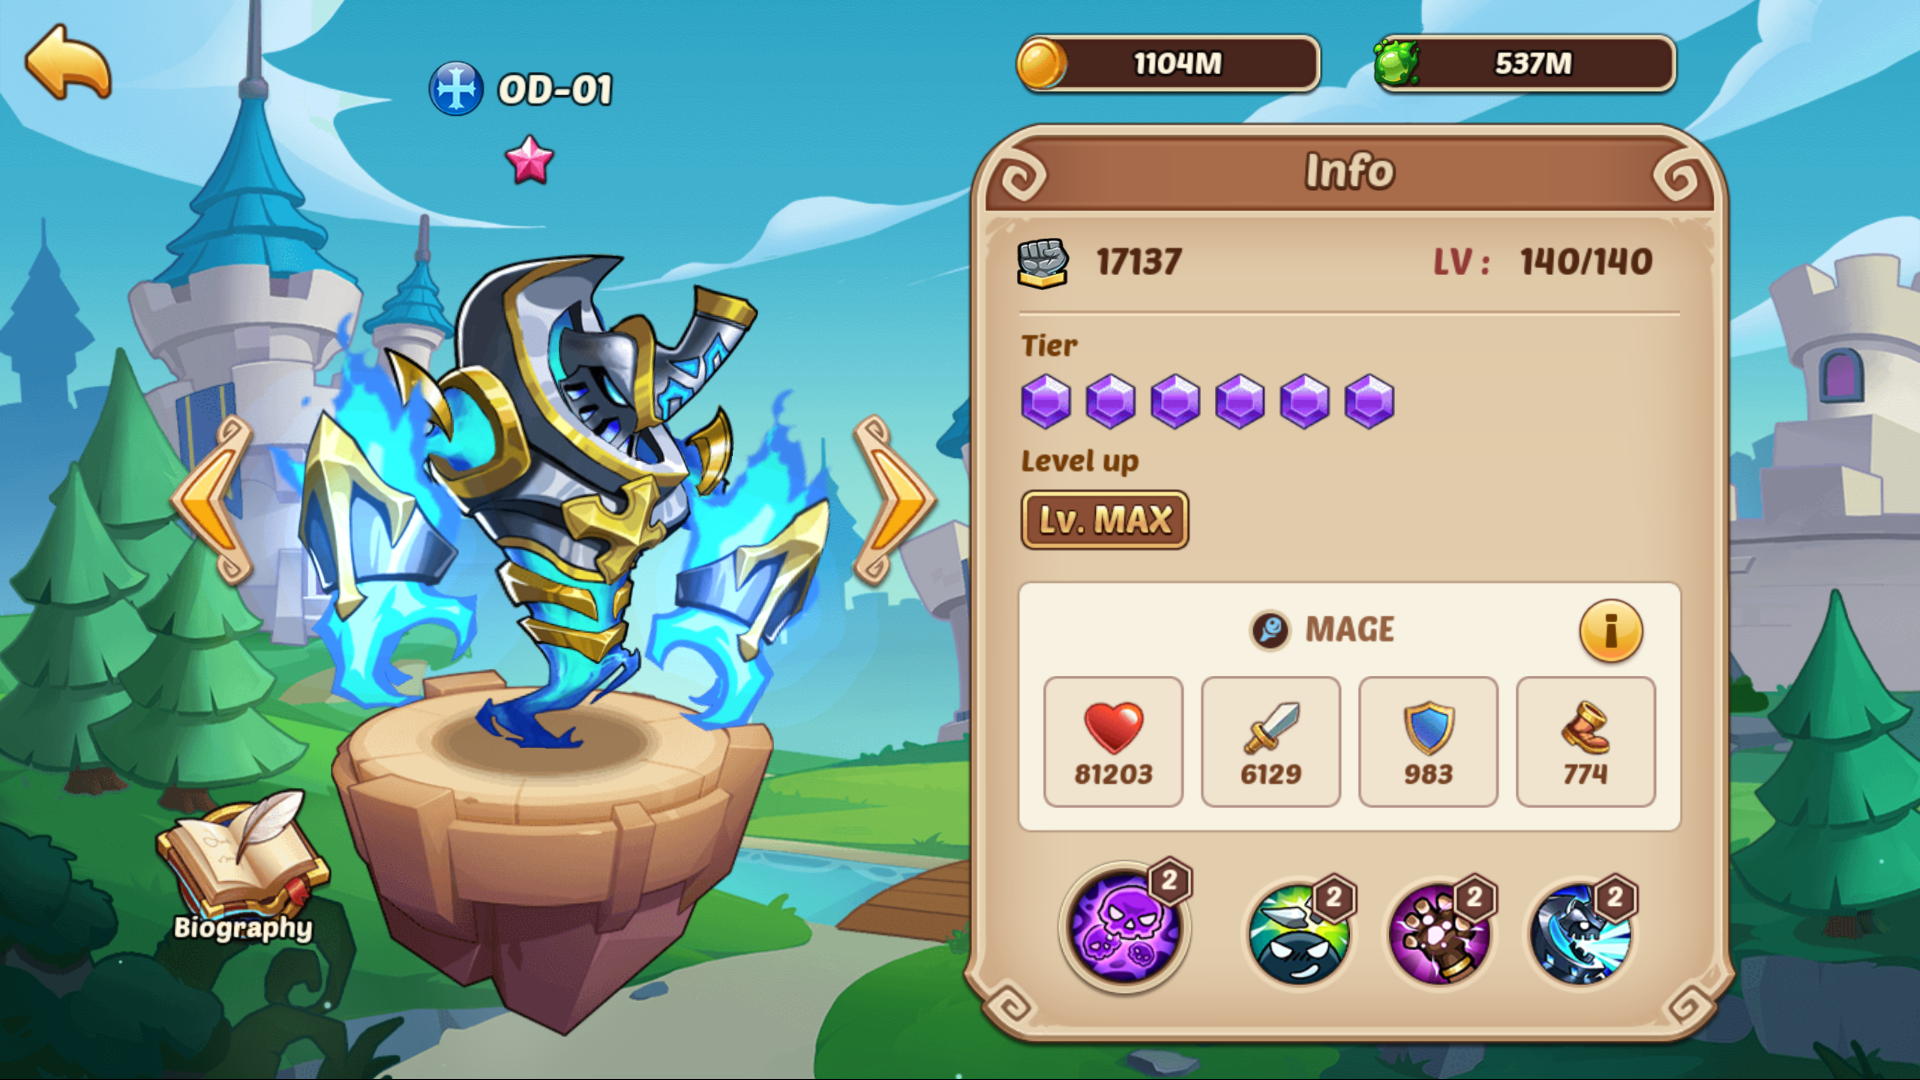 OD-01
1104M
537M
Info
17137
LV : 140/140
Tier
Level up
Lv. MAX
MAGE
81203
6129
983
774
2
2
2
2
Biography